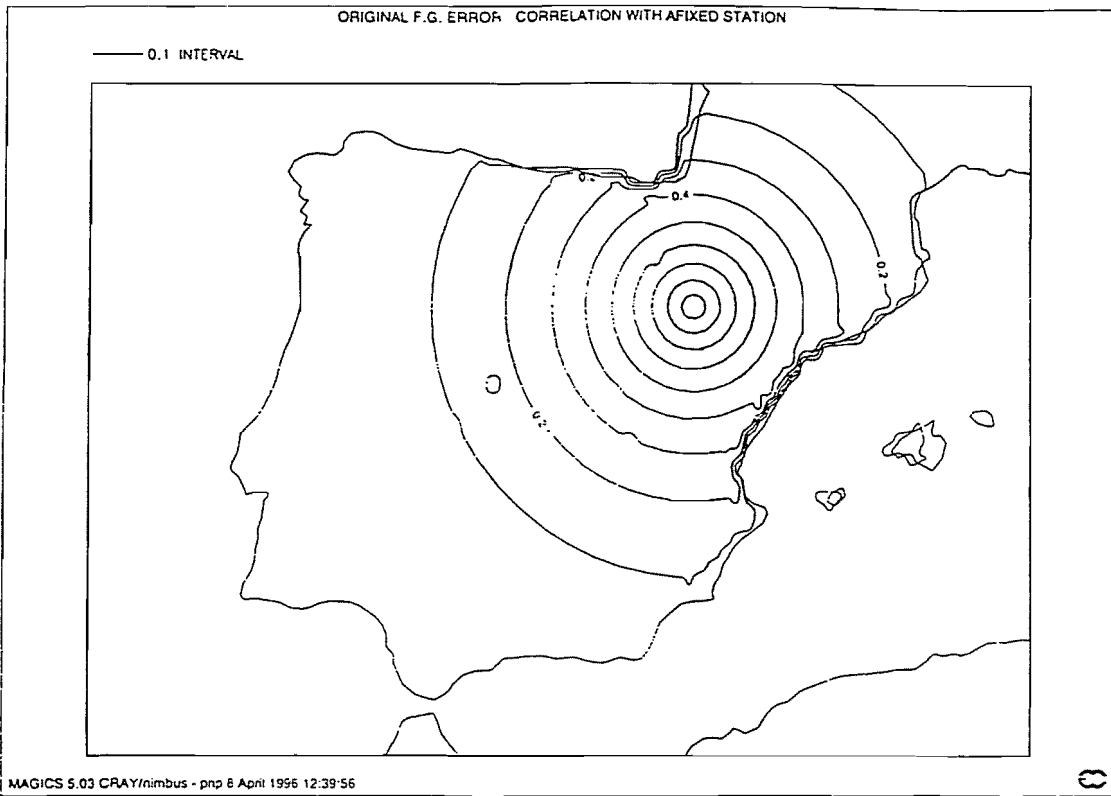 ORIGINAL F.G. ERROR CORRELATION WITH AFIXED STATION
0.1 INTERVAL
0.4
0.2
0.2
MAGICS 5.03 CRAY/nimbus - pnp 8 April 1996 12:39:56